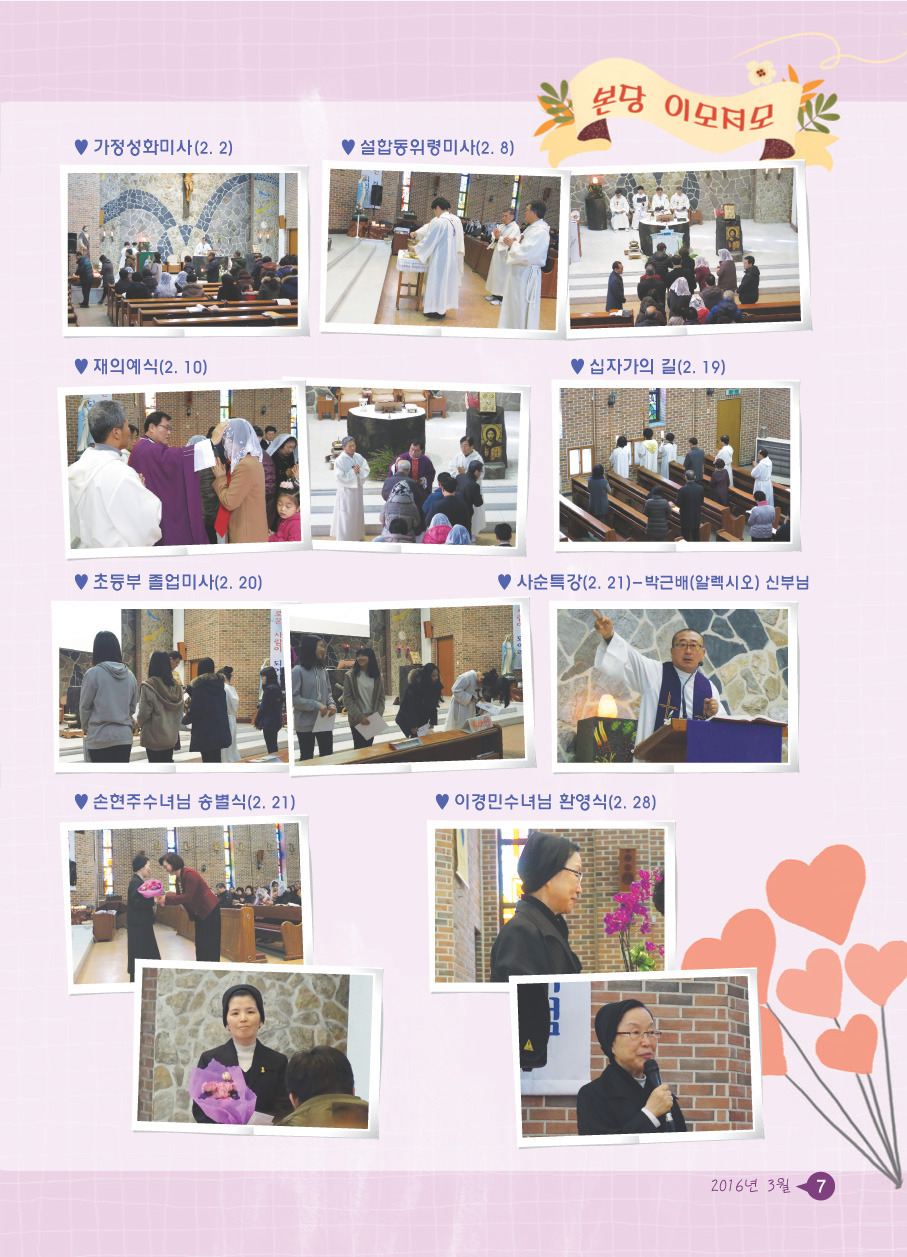 본당 이모저모
♥ 가정성화미사(2. 2)
♥ 설합동위령미사(2. 8)
♥ 재의예식(2. 10)
♥ 십자가의 길(2. 19)
♥ 초등부 졸업미사(2. 20)
♥ 사순특강(2. 21)-박근배(알렉시오) 신부님
♥ 손현주수녀님 송별식(2. 21)
♥ 이경민수녀님 환영식(2. 28)
2016년 3월 7